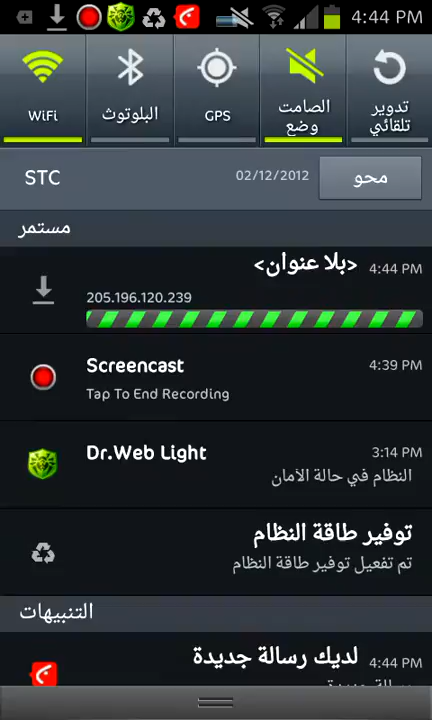 4:44 PM
WiFi
البلوتوث
GPS
الصامت
وضع
تدوير
تلقائي
STC
02/12/2012
محو
مستمر
<بلا عنوان>
4:44 PM
205.196.120.239
Screencast
4:39 PM
Tap To End Recording
Dr.Web Light
3:14 PM
النظام في حالة الأمان
توفير طاقة النظام
تم تفعيل توفير طاقة النظام
التنبيهات
لديك رسالة جديدة
4:44 PM
رسالة جديدة